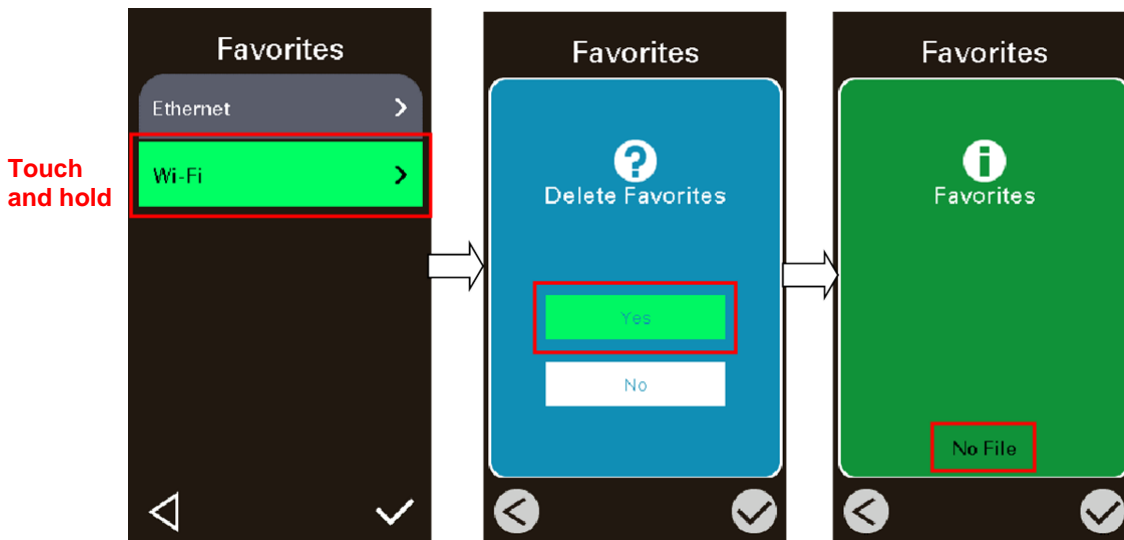 Touch
and hold
Favorites
Ethernet
Wi-Fi
Favorites
Delete Favorites
Yes
No
Favorites
Favorites
No File